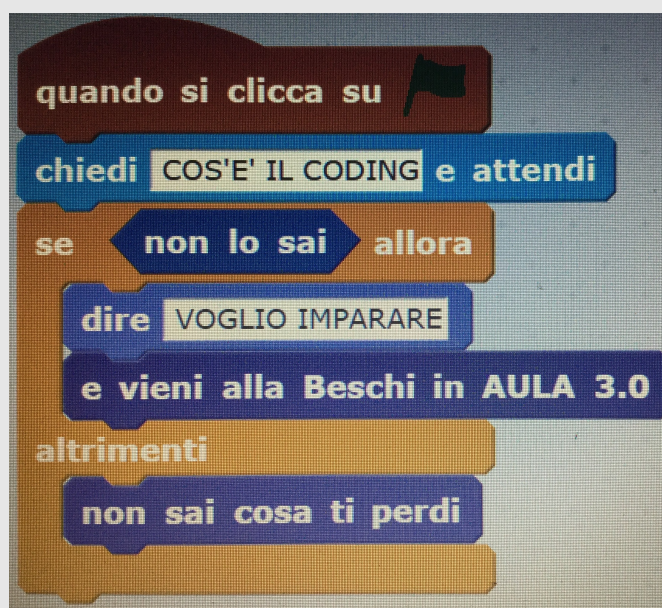 quando si clicca su
chiedi COS'E' IL CODING e attendi
se non lo sai allora
dire VOGLIO IMPARARE
e vieni alla Beschi in AULA 3.0
altrimenti
non sai cosa ti perdi